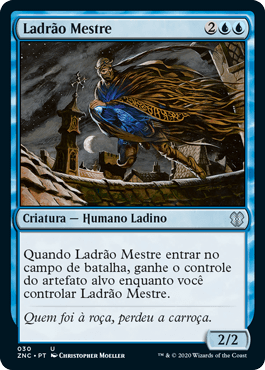 Ladrão Mestre 2
Criatura — Humano Ladino
Quando Ladrão Mestre entrar no
campo de batalha, ganhe o controle
do artefato alvo enquanto você
controlar Ladrão Mestre.
Quem foi à roça, perdeu a carroça.
2/2
030 U
ZNC • PT Christopher Moeller
™ & © 2020 Wizards of the Coast